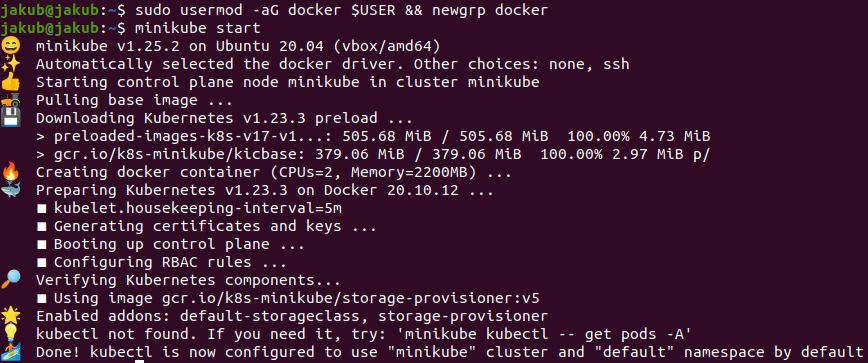 jakub@jakub:~$ sudo usermod -aG docker $USER && newgrp docker
jakub@jakub:~$ minikube start
😄 minikube v1.25.2 on Ubuntu 20.04 (vbox/amd64)
✨ Automatically selected the docker driver. Other choices: none, ssh
👍 Starting control plane node minikube in cluster minikube
🚜 Pulling base image ...
💾 Downloading Kubernetes v1.23.3 preload ...
> preloaded-images-k8s-v17-v1...: 505.68 MiB / 505.68 MiB 100.00% 4.73 MiB
> gcr.io/k8s-minikube/kicbase: 379.06 MiB / 379.06 MiB 100.00% 2.97 MiB p/
🔥 Creating docker container (CPUs=2, Memory=2200MB) ...
🐳 Preparing Kubernetes v1.23.3 on Docker 20.10.12 ...
▪ kubelet.housekeeping-interval=5m
▪ Generating certificates and keys ...
▪ Booting up control plane ...
▪ Configuring RBAC rules ...
🔎 Verifying Kubernetes components...
▪ Using image gcr.io/k8s-minikube/storage-provisioner:v5
🌟 Enabled addons: default-storageclass, storage-provisioner
💡 kubectl not found. If you need it, try: 'minikube kubectl -- get pods -A'
🏄 Done! kubectl is now configured to use "minikube" cluster and "default" namespace by default